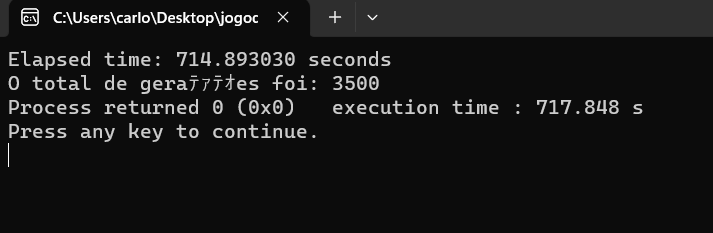 C:\Users\carlo\Desktop\jogoc
Elapsed time: 714.893030 seconds
O total de geraﾃｧﾃｵes foi: 3500
Process returned 0 (0x0)   execution time : 717.848 s
Press any key to continue.